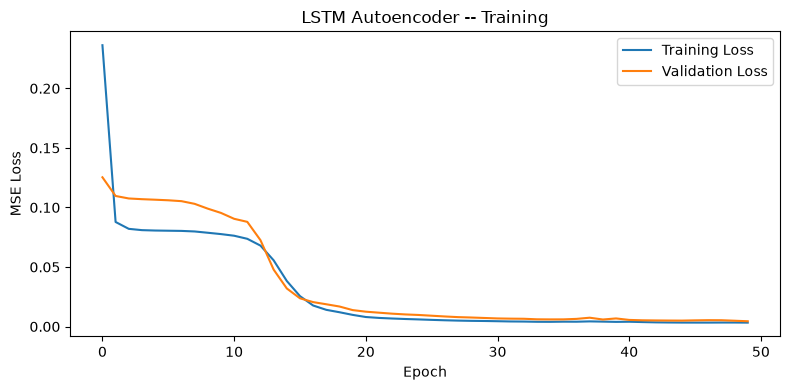 LSTM Autoencoder -- Training
Training Loss
Validation Loss
MSE Loss
0.20
0.15
0.10
0.05
0.00
0 10 20 30 40 50
Epoch